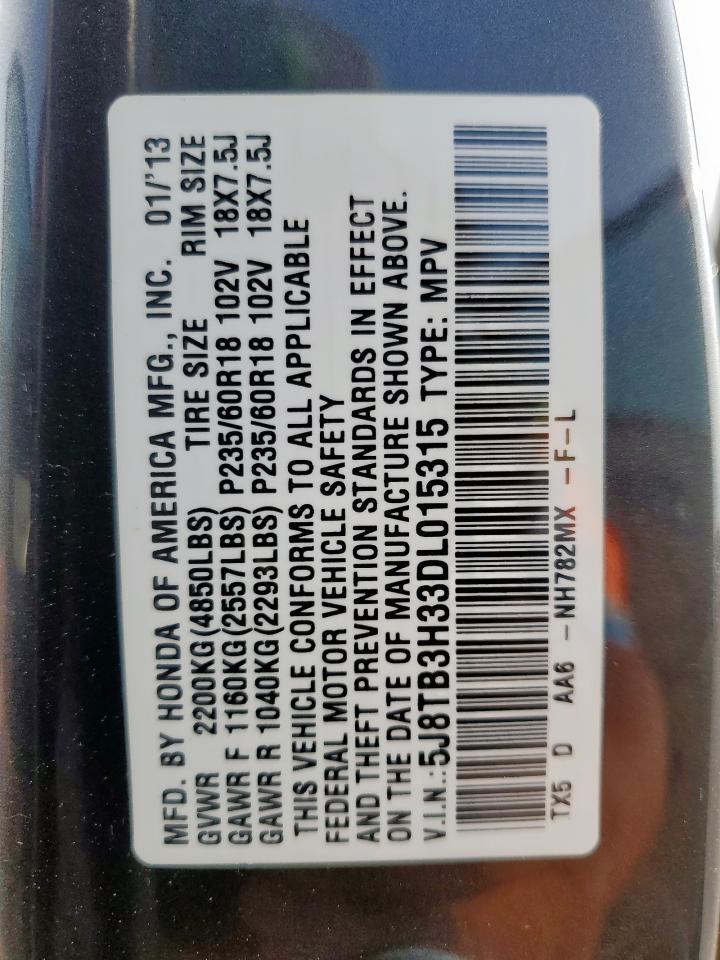 MFD. BY HONDA OF AMERICA MFG., INC. 01/'13
GVWR 2200KG(4850LBS) TIRE SIZE RIM SIZE
GAWR F 1160KG(2557LBS) P235/60R18 102V 18X7.5J
GAWR R 1040KG(2293LBS) P235/60R18 102V 18X7.5J
THIS VEHICLE CONFORMS TO ALL APPLICABLE
FEDERAL MOTOR VEHICLE SAFETY
AND THEFT PREVENTION STANDARDS IN EFFECT
ON THE DATE OF MANUFACTURE SHOWN ABOVE.
V.I.N.:5J8TB3H33DL015315 TYPE: MPV
TX5 D AA6 -NH782MX -F-L